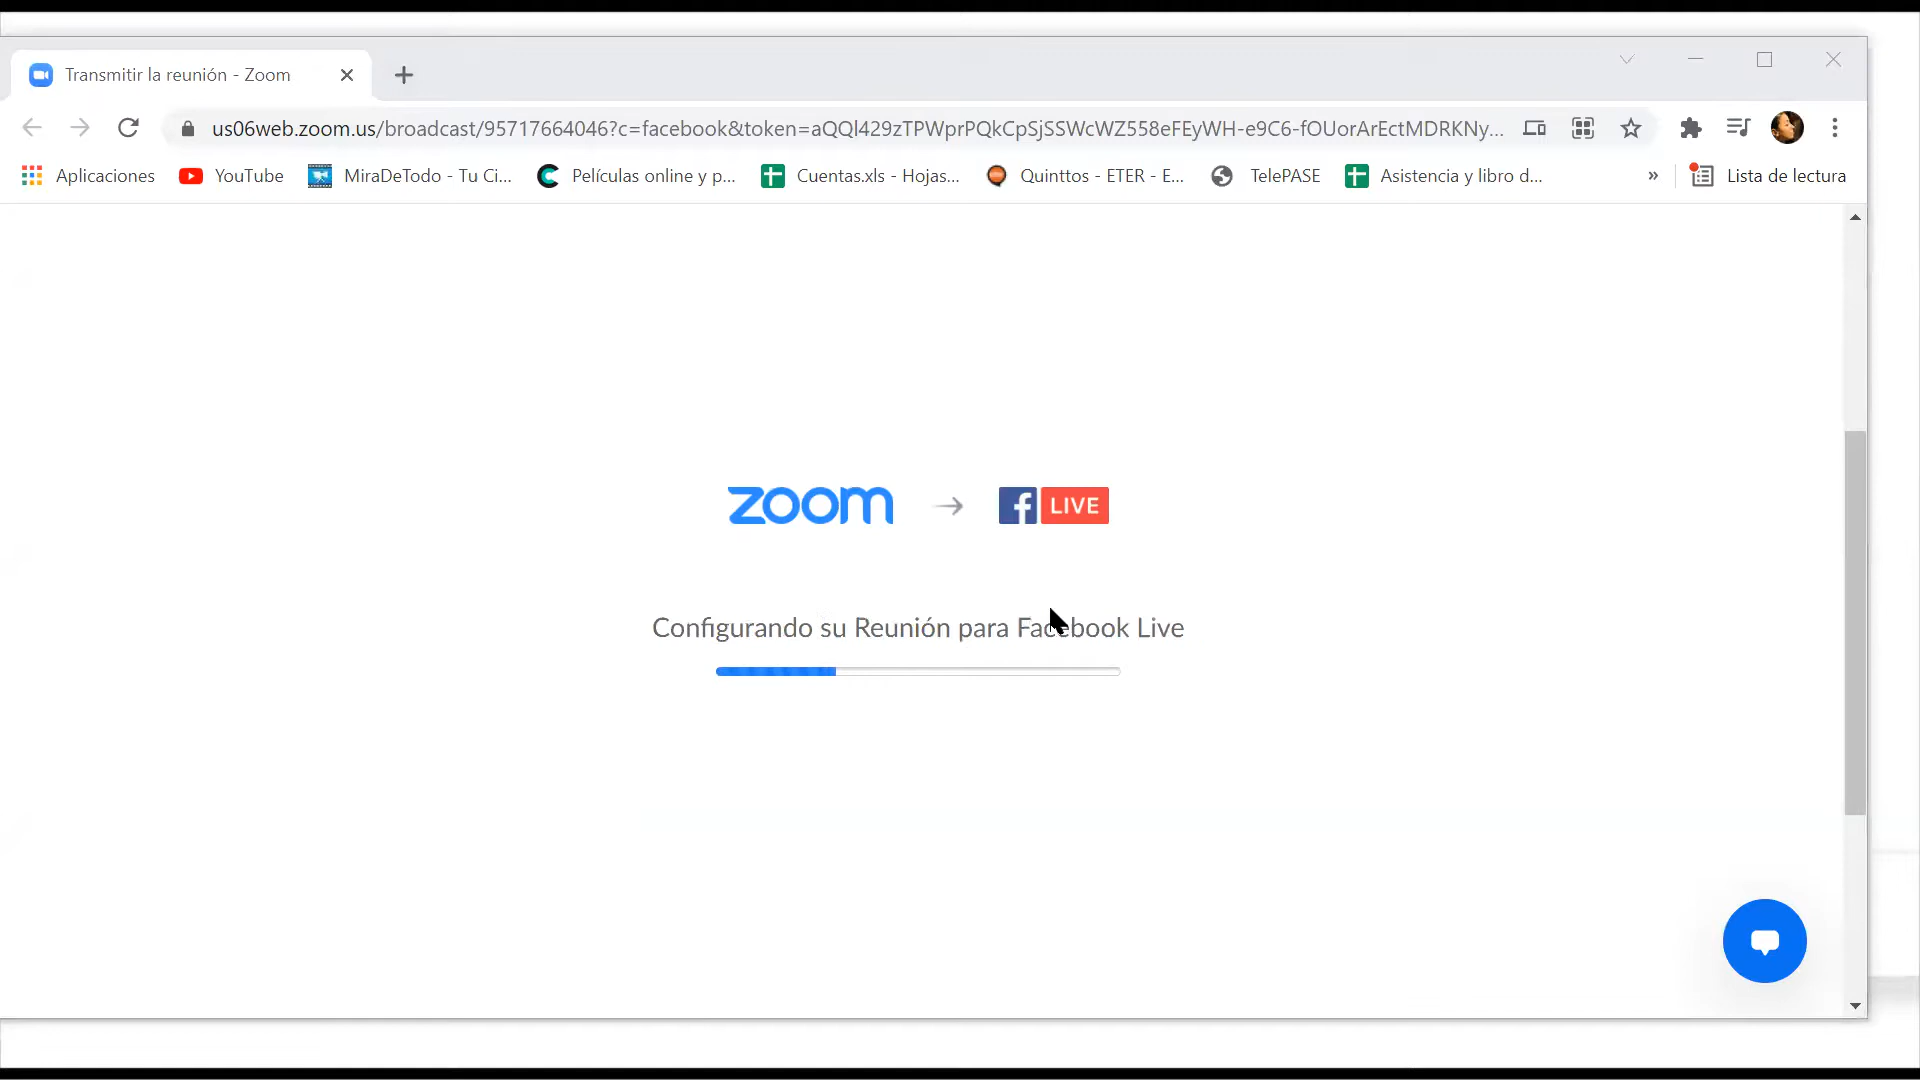 Transmitir la reunión - Zoom
us06web.zoom.us/broadcast/95717664046?c=facebook&token=aQQl429zTPWprPQkCpSjSSWcWZ558eFEyWH-e9C6-fOUorArEctMDRKNy...
Aplicaciones YouTube MiraDeTodo - Tu Ci... Películas online y p... Cuentas.xls - Hojas... Quinttos - ETER - E... TelePASE Asistencia y libro d... » Lista de lectura
zoom → f LIVE
Configurando su Reunión para Facebook Live